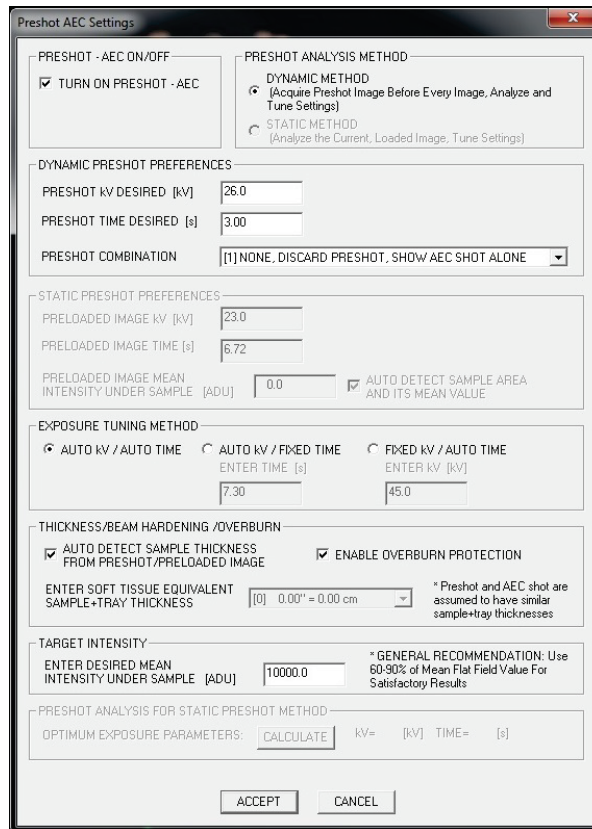 Preshot AEC Settings
PRESHOT - AEC ON/OFF
TURN ON PRESHOT - AEC
PRESHOT ANALYSIS METHOD
DYNAMIC METHOD
(Acquire Preshot Image Before Every Image, Analyze and
Tune Settings)
STATIC METHOD
(Analyze the Current, Loaded Image, Tune Settings)
DYNAMIC PRESHOT PREFERENCES
PRESHOT kV DESIRED [kV] 26.0
PRESHOT TIME DESIRED [s] 3.00
PRESHOT COMBINATION [1] NONE, DISCARD PRESHOT, SHOW AEC SHOT ALONE
STATIC PRESHOT PREFERENCES
PRELOADED IMAGE kV [kV] 23.0
PRELOADED IMAGE TIME [s] 6.72
PRELOADED IMAGE MEAN
INTENSITY UNDER SAMPLE [ADU] 0.0
AUTO DETECT SAMPLE AREA
AND ITS MEAN VALUE
EXPOSURE TUNING METHOD
AUTO kV / AUTO TIME AUTO kV / FIXED TIME FIXED kV / AUTO TIME
ENTER TIME [s] ENTER kV [kV]
7.30 45.0
THICKNESS/BEAM HARDENING /OVERBURN
AUTO DETECT SAMPLE THICKNESS
FROM PRESHOT/PRELOADED IMAGE
ENABLE OVERBURN PROTECTION
ENTER SOFT TISSUE EQUIVALENT
SAMPLE+TRAY THICKNESS
[0] 0.00" = 0.00 cm
* Preshot and AEC shot are
assumed to have similar
sample+tray thicknesses
TARGET INTENSITY
ENTER DESIRED MEAN
INTENSITY UNDER SAMPLE [ADU] 10000.0
* GENERAL RECOMMENDATION: Use
60-90% of Mean Flat Field Value For
Satisfactory Results
PRESHOT ANALYSIS FOR STATIC PRESHOT METHOD
OPTIMUM EXPOSURE PARAMETERS: CALCULATE kV= [kV] TIME= [s]
ACCEPT CANCEL